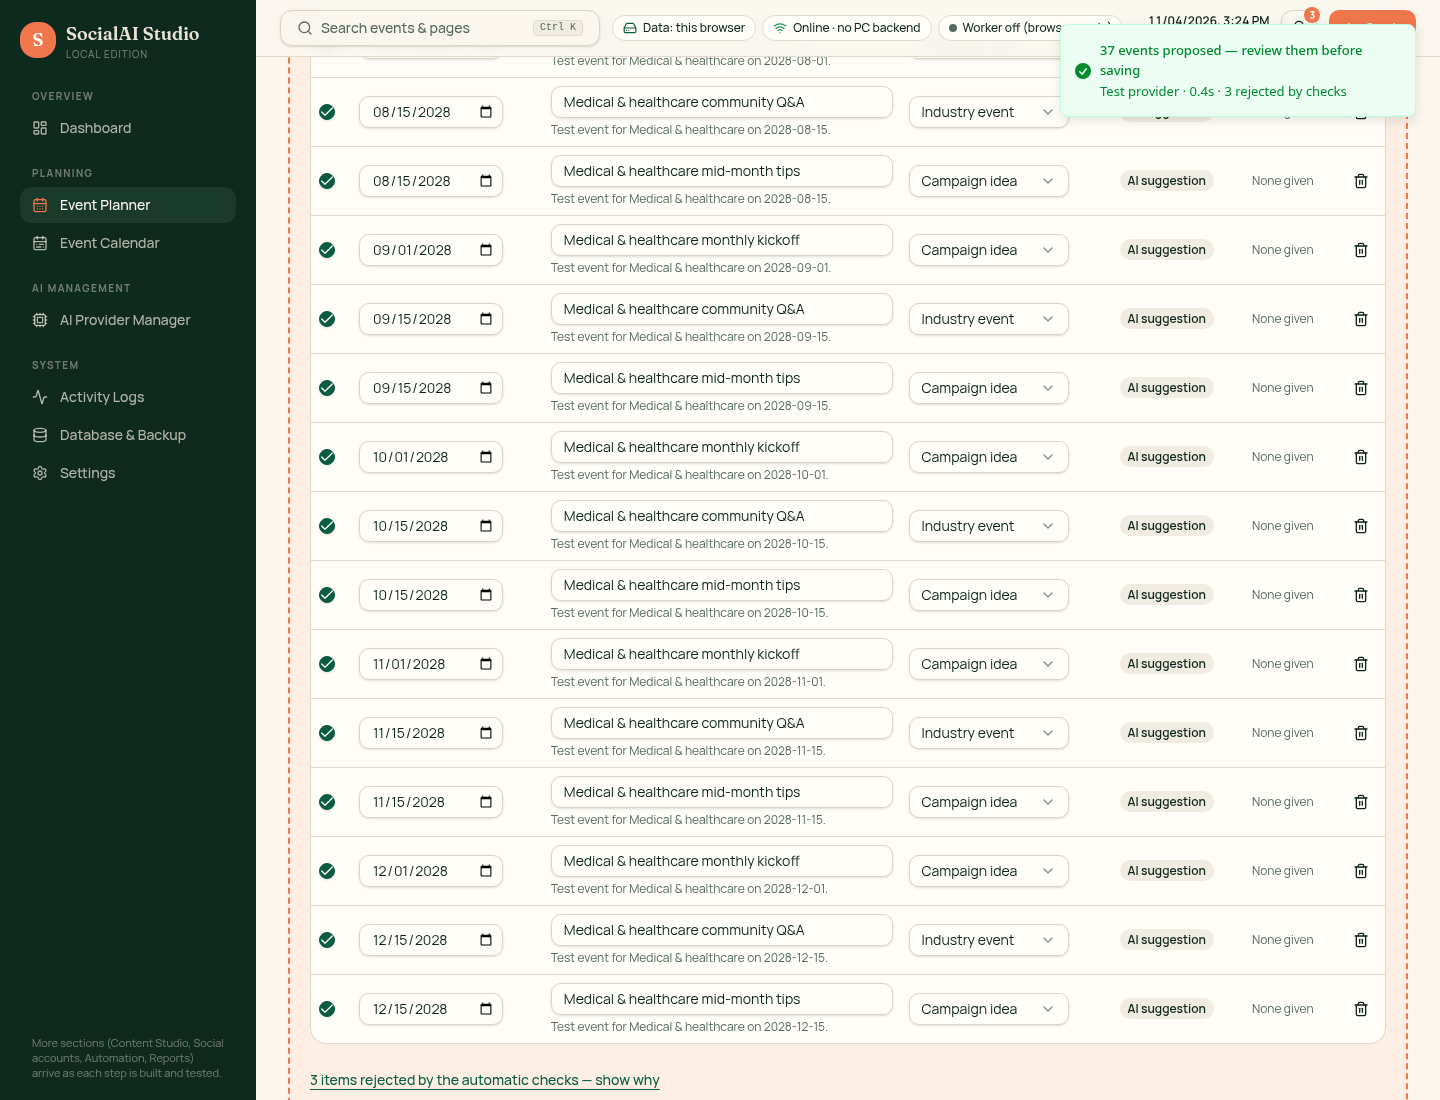 S
SocialAI Studio
LOCAL EDITION
OVERVIEW
Dashboard
PLANNING
Event Planner
Event Calendar
AI MANAGEMENT
AI Provider Manager
SYSTEM
Activity Logs
Database & Backup
Settings
More sections (Content Studio, Social
accounts, Automation, Reports)
arrive as each step is built and tested.
Search events & pages
Ctrl K
Data: this browser
Online · no PC backend
Worker off
11/04/2026, 3:24 PM
3
37 events proposed — review them before
saving
Test provider · 0.4s · 3 rejected by checks
Test event for Medical & healthcare on 2028-08-01.
08/15/2028
Medical & healthcare community Q&A
Industry event
Test event for Medical & healthcare on 2028-08-15.
08/15/2028
Medical & healthcare mid-month tips
Campaign idea
AI suggestion
None given
Test event for Medical & healthcare on 2028-08-15.
09/01/2028
Medical & healthcare monthly kickoff
Campaign idea
AI suggestion
None given
Test event for Medical & healthcare on 2028-09-01.
09/15/2028
Medical & healthcare community Q&A
Industry event
AI suggestion
None given
Test event for Medical & healthcare on 2028-09-15.
09/15/2028
Medical & healthcare mid-month tips
Campaign idea
AI suggestion
None given
Test event for Medical & healthcare on 2028-09-15.
10/01/2028
Medical & healthcare monthly kickoff
Campaign idea
AI suggestion
None given
Test event for Medical & healthcare on 2028-10-01.
10/15/2028
Medical & healthcare community Q&A
Industry event
AI suggestion
None given
Test event for Medical & healthcare on 2028-10-15.
10/15/2028
Medical & healthcare mid-month tips
Campaign idea
AI suggestion
None given
Test event for Medical & healthcare on 2028-10-15.
11/01/2028
Medical & healthcare monthly kickoff
Campaign idea
AI suggestion
None given
Test event for Medical & healthcare on 2028-11-01.
11/15/2028
Medical & healthcare community Q&A
Industry event
AI suggestion
None given
Test event for Medical & healthcare on 2028-11-15.
11/15/2028
Medical & healthcare mid-month tips
Campaign idea
AI suggestion
None given
Test event for Medical & healthcare on 2028-11-15.
12/01/2028
Medical & healthcare monthly kickoff
Campaign idea
AI suggestion
None given
Test event for Medical & healthcare on 2028-12-01.
12/15/2028
Medical & healthcare community Q&A
Industry event
AI suggestion
None given
Test event for Medical & healthcare on 2028-12-15.
12/15/2028
Medical & healthcare mid-month tips
Campaign idea
AI suggestion
None given
Test event for Medical & healthcare on 2028-12-15.
3 items rejected by the automatic checks — show why